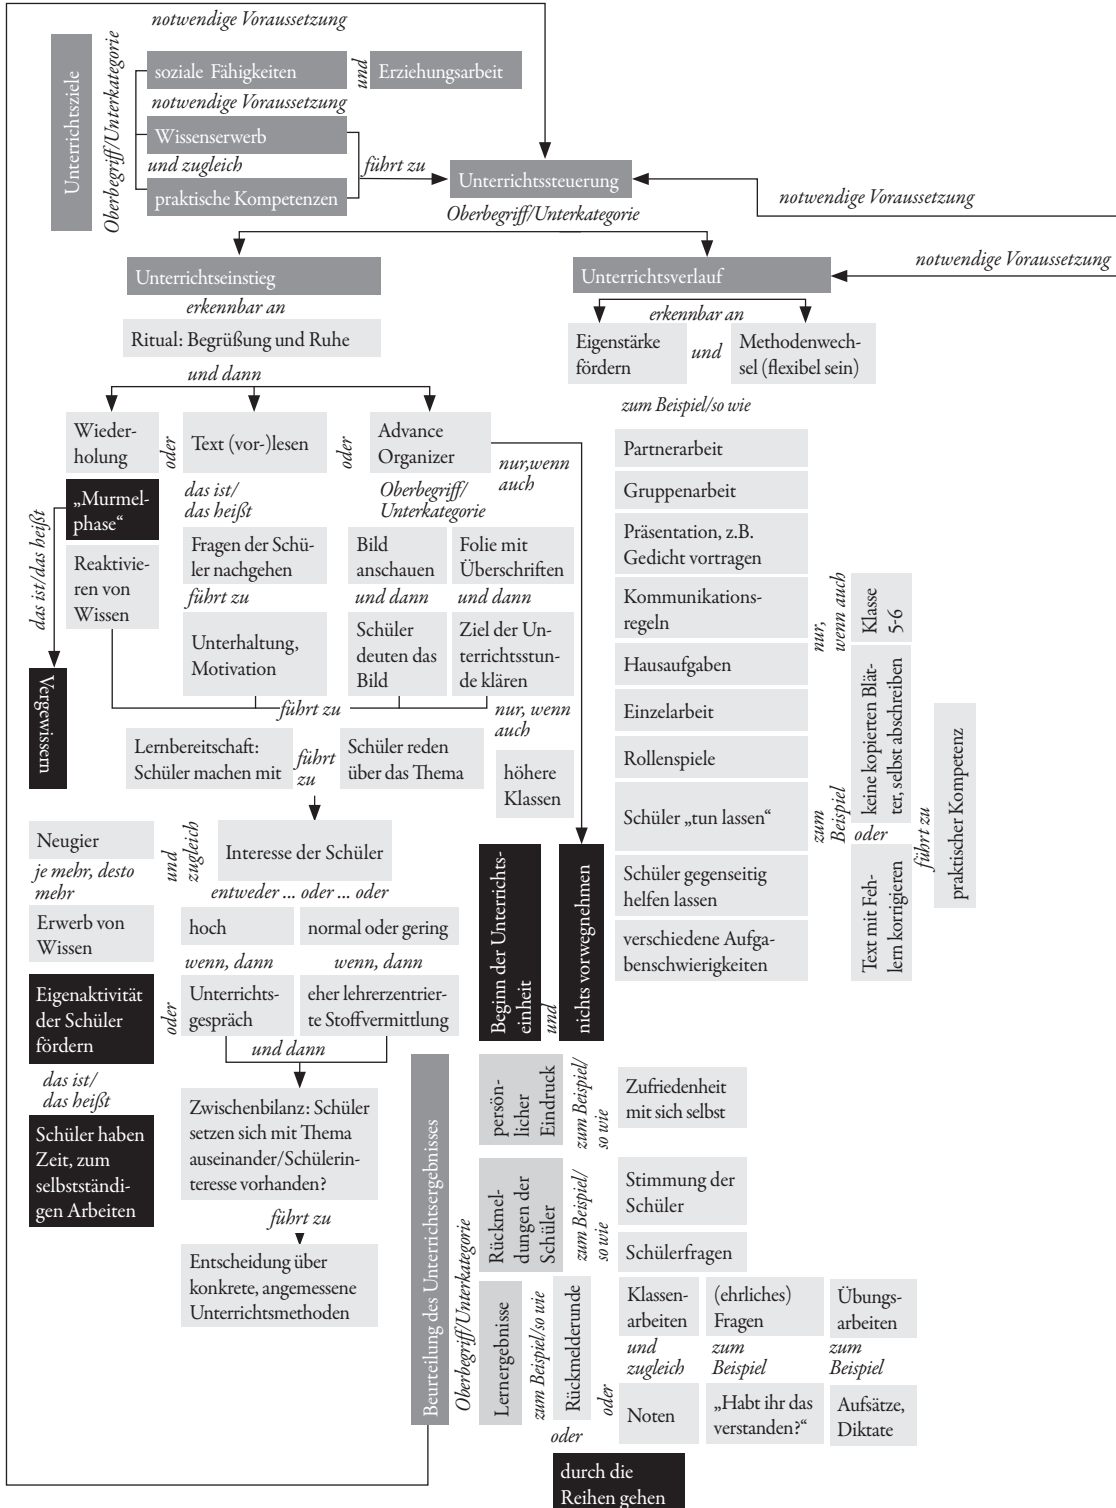 notwendige Voraussetzung
Unterrichtsziele
Oberbegriff/Unterkategorie
soziale Fähigkeiten
und
Erziehungsarbeit
notwendige Voraussetzung
Wissenserwerb
und zugleich
praktische Kompetenzen
führt zu
Unterrichtssteuerung
notwendige Voraussetzung
Oberbegriff/Unterkategorie
Unterrichtseinstieg
Unterrichtsverlauf
notwendige Voraussetzung
erkennbar an
Ritual: Begrüßung und Ruhe
und dann
erkennbar an
Eigenstärke
fördern
und
Methodenwech-
sel (flexibel sein)
Wieder-
holung
oder
Text (vor-)lesen
oder
Advance
Organizer
nur,wenn
auch
das ist/das heißt
„Murmel-
phase“
Reaktivie-
ren von
Wissen
Vergewissern
das ist/
das heißt
Fragen der Schü-
ler nachgehen
führt zu
Unterhaltung,
Motivation
Oberbegriff/
Unterkategorie
Bild
anschauen
und dann
Schüler
deuten das
Bild
Folie mit
Überschriften
und dann
Ziel der Un-
terrichtsstun-
de klären
führt zu
nur, wenn
auch
höhere
Klassen
Lernbereitschaft:
Schüler machen mit
führt
zu
Schüler reden
über das Thema
Neugier
und
zugleich
Interesse der Schüler
je mehr, desto
mehr
Erwerb von
Wissen
entweder ... oder ... oder
hoch
normal oder gering
wenn, dann
wenn, dann
Eigenaktivität
der Schüler
fördern
oder
Unterrichts-
gespräch
eher lehrerzentrier-
te Stoffvermittlung
und dann
das ist/
das heißt
Schüler haben
Zeit, zum
selbstständi-
gen Arbeiten
Zwischenbilanz: Schüler
setzen sich mit Thema
auseinander/Schülerin-
teresse vorhanden?
führt zu
Entscheidung über
konkrete, angemessene
Unterrichtsmethoden
Beginn der Unterrichts-
einheit
und
nichts vorwegnehmen
zum Beispiel/so wie
Partnerarbeit
Gruppenarbeit
Präsentation, z.B.
Gedicht vortragen
Kommunikations-
regeln
Hausaufgaben
Einzelarbeit
Rollenspiele
Schüler „tun lassen“
Schüler gegenseitig
helfen lassen
verschiedene Aufga-
benschwierigkeiten
nur,
wenn auch
Klasse
5-6
zum
Beispiel
keine kopierten Blät-
ter, selbst abschreiben
oder
Text mit Feh-
lern korrigieren
führt zu
praktischer Kompetenz
Beurteilung des Unterrichtsergebnisses
Oberbegriff/Unterkategorie
persön-
licher
Eindruck
zum Beispiel/
so wie
Zufriedenheit
mit sich selbst
Rückmel-
dungen der
Schüler
zum Beispiel/
so wie
Stimmung der
Schüler
Schülerfragen
Lernergebnisse
zum Beispiel/so wie
Rückmelderunde
oder
Klassen-
arbeiten
und
zugleich
Noten
(ehrliches)
Fragen
zum
Beispiel
„Habt ihr das
verstanden?“
Übungs-
arbeiten
zum
Beispiel
Aufsätze,
Diktate
oder
durch die
Reihen gehen